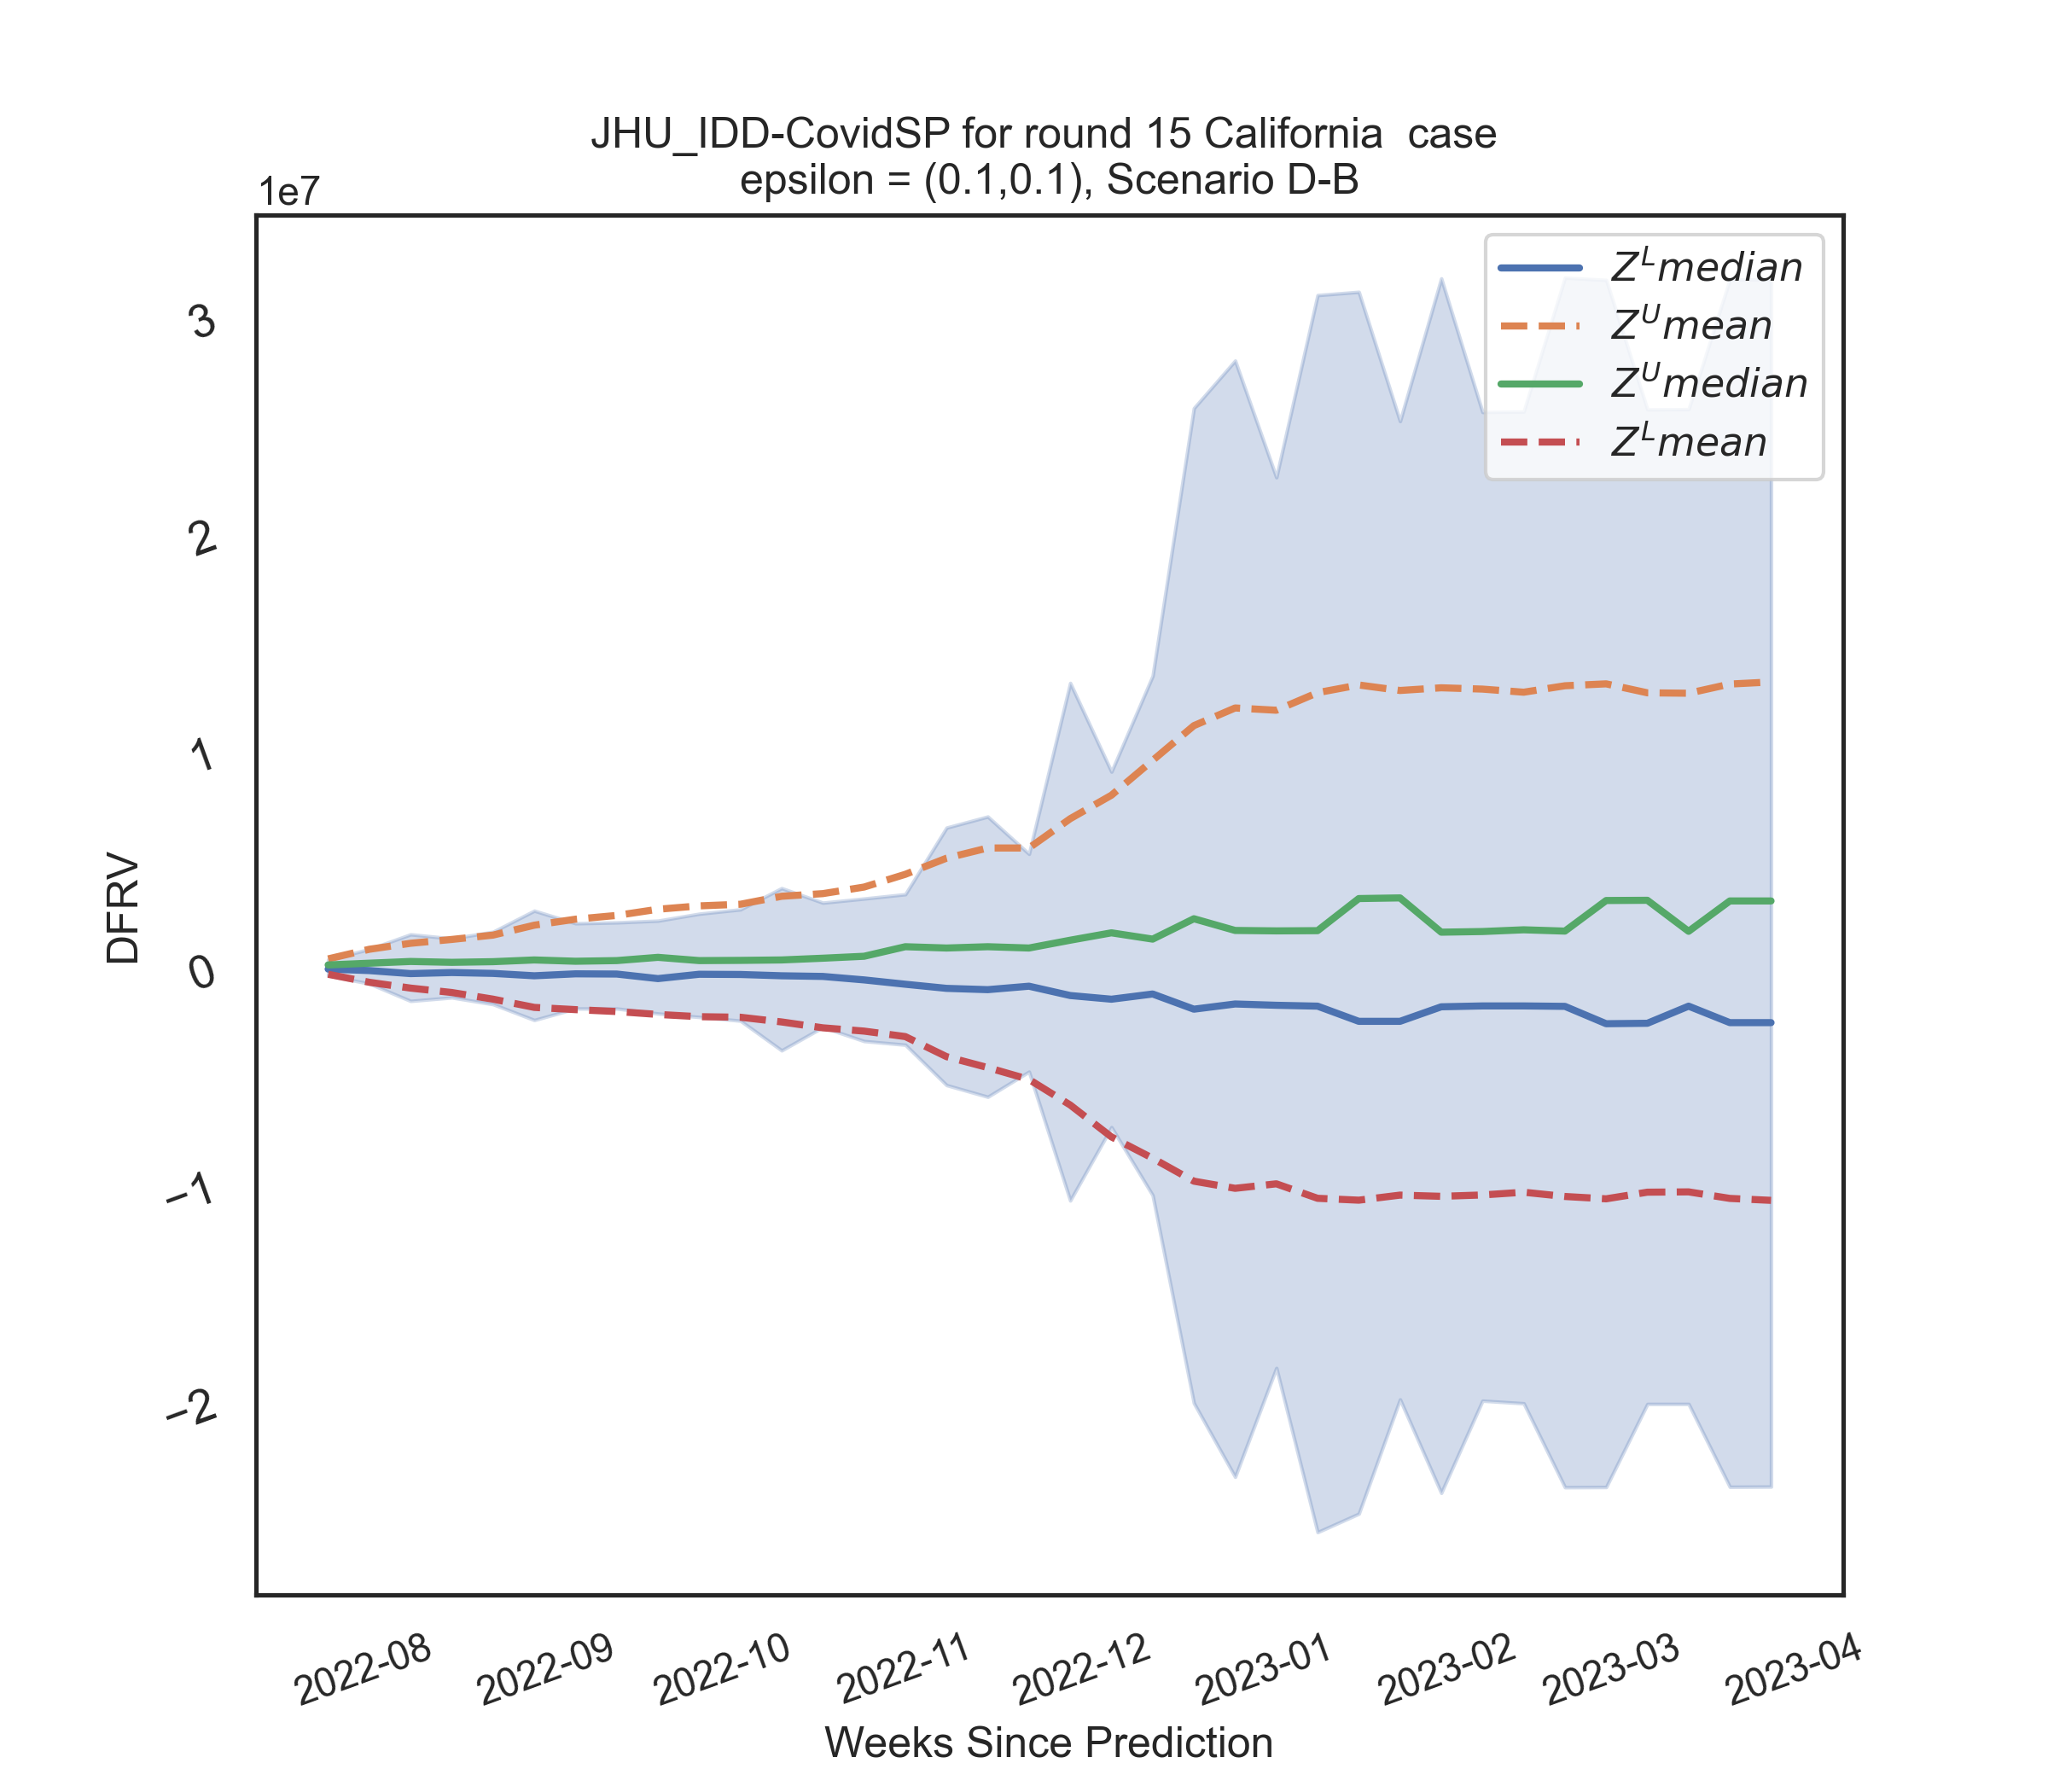 JHU_IDD-CovidSP for round 15 California  case
epsilon = (0.1,0.1), Scenario D-B
1e7
Z^L median
Z^U mean
Z^U median
Z^L mean
3
2
1
0
−1
−2
DFRV
2022-08
2022-09
2022-10
2022-11
2022-12
2023-01
2023-02
2023-03
2023-04
Weeks Since Prediction